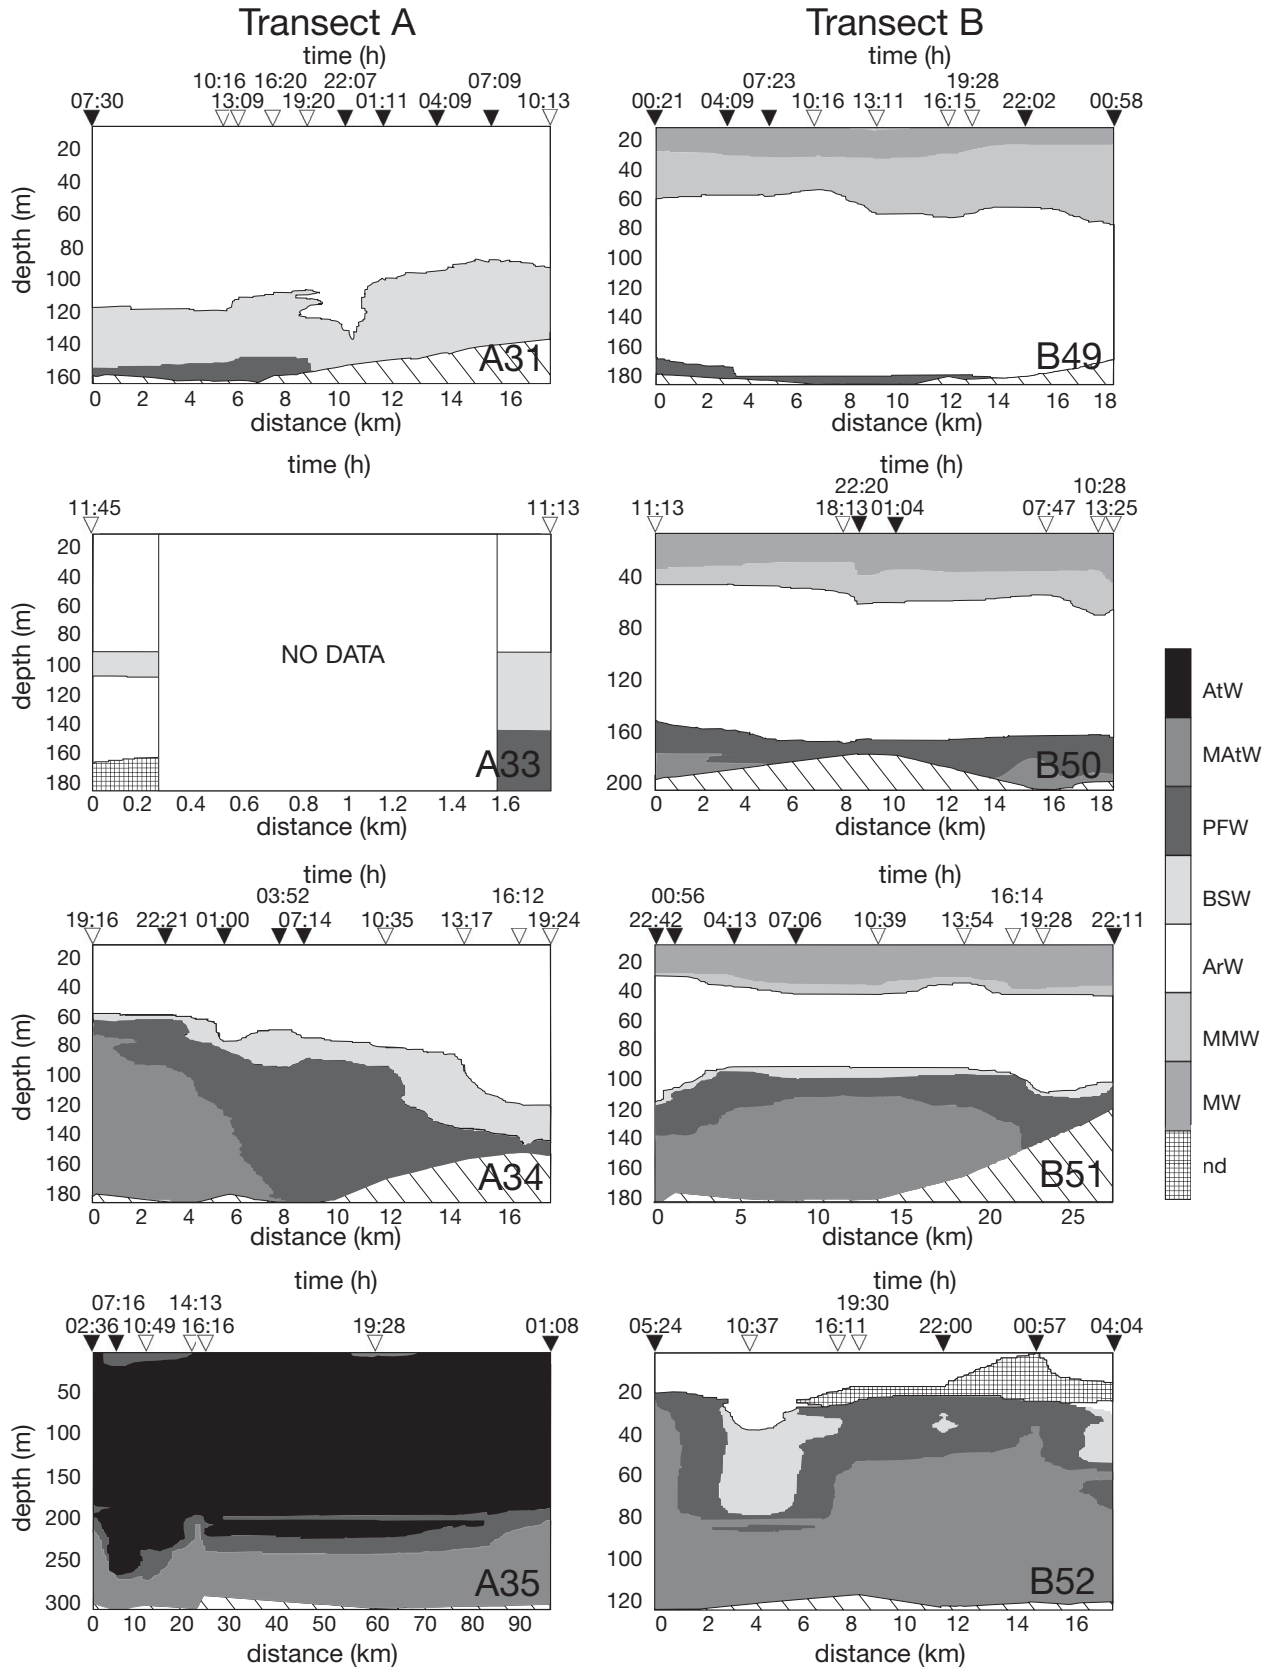 Transect A
Transect B
time (h)
time (h)
10:16 16:20 22:07 07:09
07:30 13:09 19:20 01:11 04:09 10:13
07:23 19:28
00:21 04:09 10:16 13:11 16:15 22:02 00:58
depth (m)
20
40
60
80
100
120
140
160
A31
0 2 4 6 8 10 12 14 16
distance (km)
20
40
60
80
100
120
140
160
180
B49
0 2 4 6 8 10 12 14 16 18
distance (km)
time (h)
11:45 11:13
depth (m)
20
40
60
80
100
120
140
160
180
NO DATA
A33
0 0.2 0.4 0.6 0.8 1 1.2 1.4 1.6
distance (km)
time (h)
22:20 10:28
11:13 18:13 01:04 07:47 13:25
40
80
120
160
200
B50
0 2 4 6 8 10 12 14 16 18
distance (km)
time (h)
03:52 16:12
19:16 22:21 01:00 07:14 10:35 13:17 19:24
depth (m)
20
40
60
80
100
120
140
160
180
A34
0 2 4 6 8 10 12 14 16
distance (km)
time (h)
00:56 16:14
22:42 04:13 07:06 10:39 13:54 19:28 22:11
20
40
60
80
100
120
140
160
180
B51
0 5 10 15 20 25
distance (km)
time (h)
07:16 14:13
02:36 10:49 16:16 19:28 01:08
depth (m)
50
100
150
200
250
300
A35
0 10 20 30 40 50 60 70 80 90
distance (km)
time (h)
19:30
05:24 10:37 16:11 22:00 00:57 04:04
20
40
60
80
100
120
B52
0 2 4 6 8 10 12 14 16
distance (km)
AtW
MAtW
PFW
BSW
ArW
MMW
MW
nd